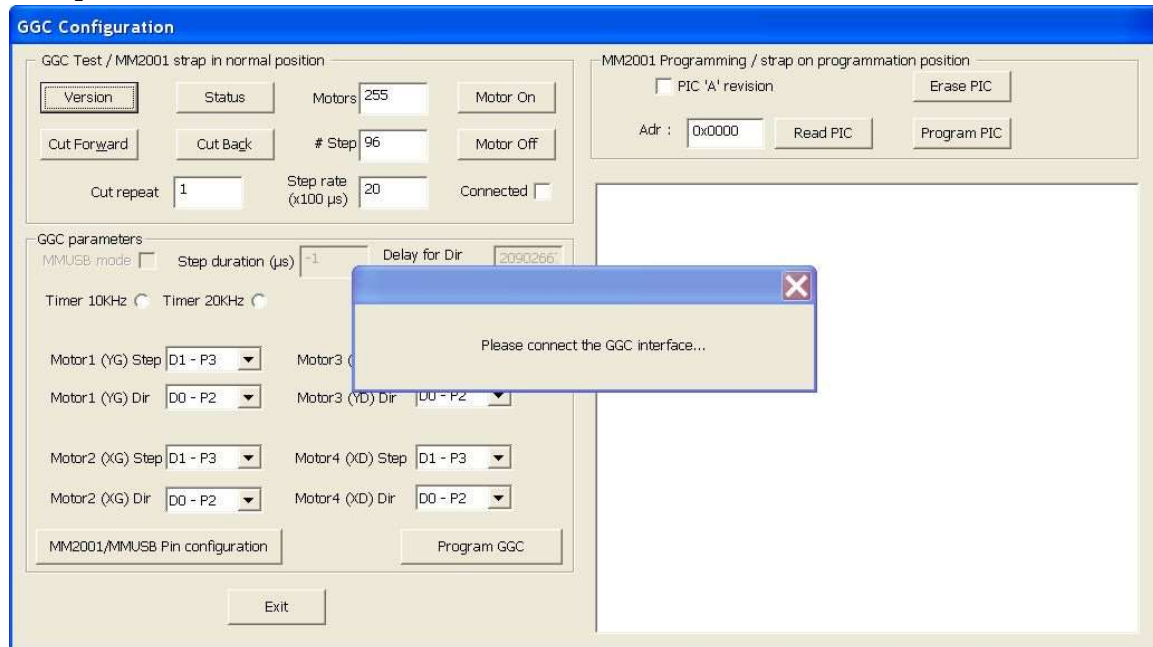 GGC Configuration
GGC Test / MM2001 strap in normal position
Version Status Motors 255 Motor On
Cut Forward Cut Back # Step 96 Motor Off
Cut repeat 1 Step rate (x100 µs) 20 Connected
MM2001 Programming / strap on programmation position
PIC 'A' revision Erase PIC
Adr : 0x0000 Read PIC Program PIC
GGC parameters
MMUSB mode Step duration (µs) -1 Delay for Dir
Timer 10KHz Timer 20KHz
Please connect the GGC interface...
Motor1 (YG) Step D1 - P3 Motor3 (
Motor1 (YG) Dir D0 - P2 Motor3 (YD) Dir D0 - P2
Motor2 (XG) Step D1 - P3 Motor4 (XD) Step D1 - P3
Motor2 (XG) Dir D0 - P2 Motor4 (XD) Dir D0 - P2
MM2001/MMUSB Pin configuration Program GGC
Exit